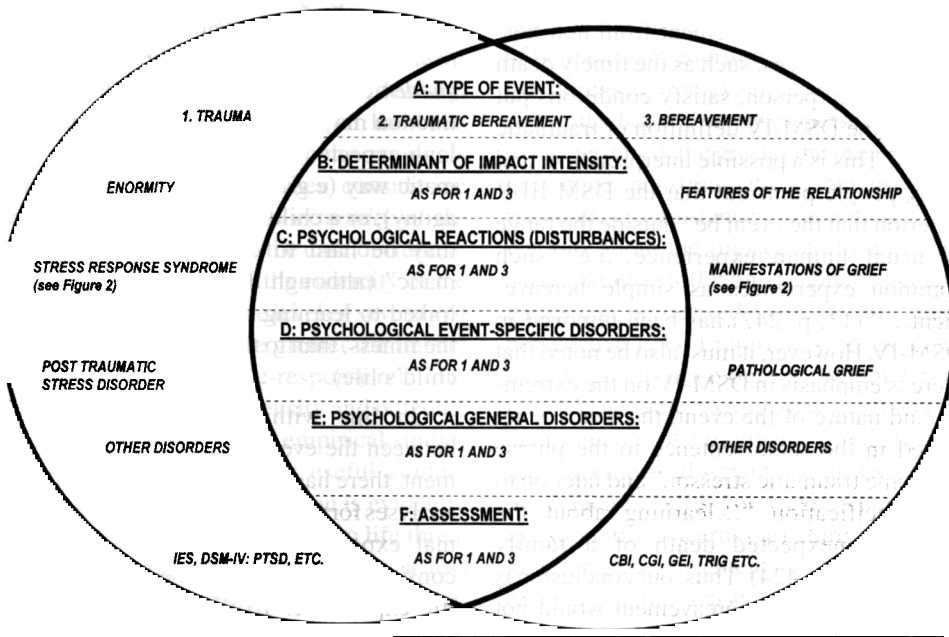 A: TYPE OF EVENT:
1. TRAUMA
2. TRAUMATIC BEREAVEMENT
3. BEREAVEMENT
B: DETERMINANT OF IMPACT INTENSITY:
ENORMITY
AS FOR 1 AND 3
FEATURES OF THE RELATIONSHIP
C: PSYCHOLOGICAL REACTIONS (DISTURBANCES):
STRESS RESPONSE SYNDROME
(see Figure 2)
AS FOR 1 AND 3
MANIFESTATIONS OF GRIEF
(see Figure 2)
D: PSYCHOLOGICAL EVENT-SPECIFIC DISORDERS:
POST TRAUMATIC
STRESS DISORDER
AS FOR 1 AND 3
PATHOLOGICAL GRIEF
E: PSYCHOLOGICAL GENERAL DISORDERS:
OTHER DISORDERS
AS FOR 1 AND 3
OTHER DISORDERS
F: ASSESSMENT:
IES, DSM-IV: PTSD, ETC.
AS FOR 1 AND 3
CBI, CGI, GEI, TRIG ETC.